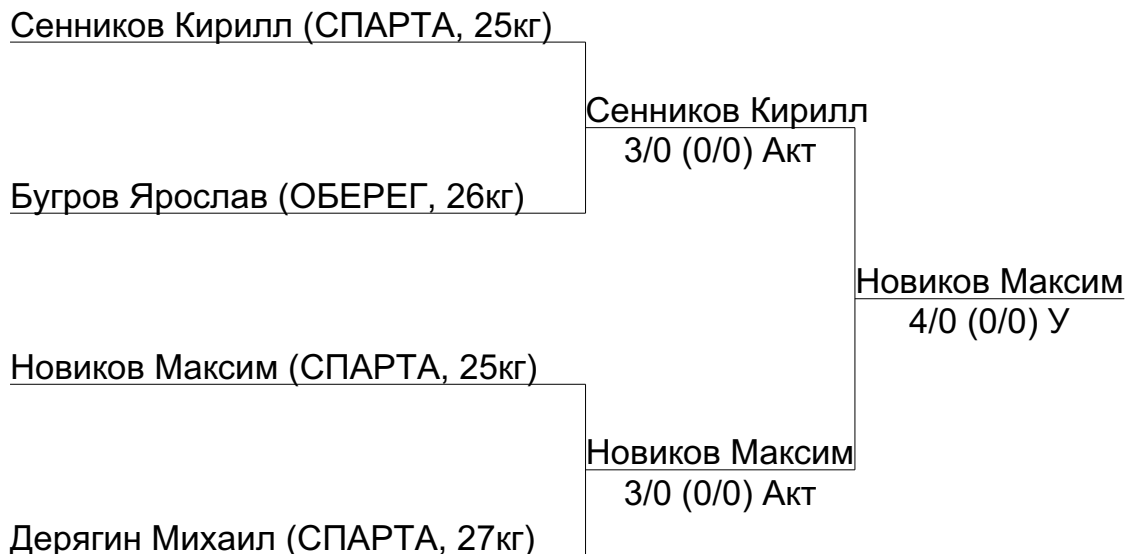 Сенников Кирилл (СПАРТА, 25кг)
Сенников Кирилл
3/0 (0/0) Акт
Бугров Ярослав (ОБЕРЕГ, 26кг)
Новиков Максим
4/0 (0/0) У
Новиков Максим (СПАРТА, 25кг)
Новиков Максим
3/0 (0/0) Акт
Дерягин Михаил (СПАРТА, 27кг)